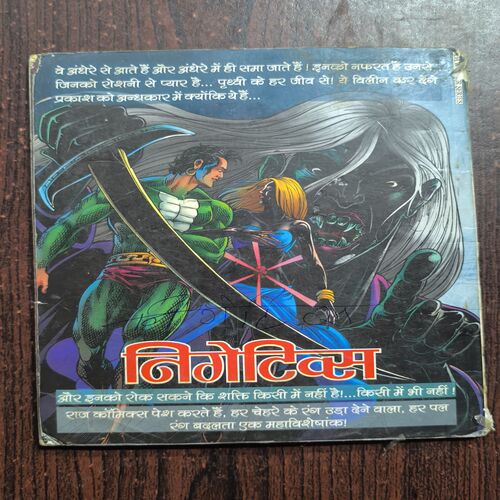 वे अंधेरे से आते हैं और अंधेरे में ही समा जाते हैं ! इनको नफरत है उनसे
जिनको रोशनी से प्यार है... पृथ्वी के हर जीव से! ये विलीन कर देंगे
प्रकाश को अन्धकार में क्योंकि ये हैं...
निगेटिव्स
और इनको रोक सकने कि शक्ति किसी में नहीं है!...किसी में भी नहीं !
राज कॉमिक्स पेश करते हैं, हर चेहरे के रंग उड़ा देने वाला, हर पल
रंग बदलता एक महाविशेषांक!